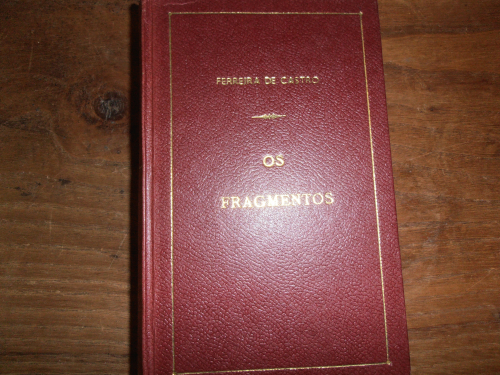 FERREIRA DE CASTRO
OS
FRAGMENTOS